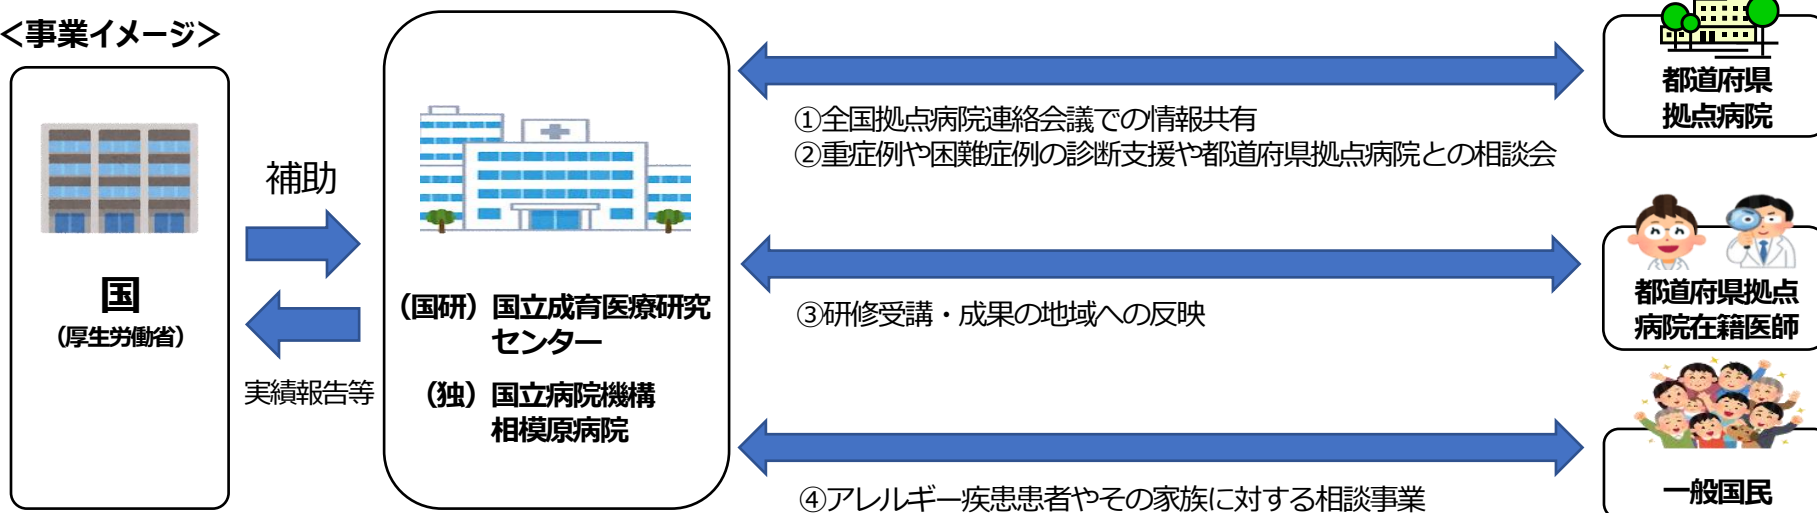 ＜事業イメージ＞
国
（厚生労働省）
補助
実績報告等
（国研）国立成育医療研究
センター
（独）国立病院機構
相模原病院
①全国拠点病院連絡会議での情報共有
②重症例や困難症例の診断支援や都道府県拠点病院との相談会
③研修受講・成果の地域への反映
④アレルギー疾患患者やその家族に対する相談事業
都道府県
拠点病院
都道府県拠点
病院在籍医師
一般国民